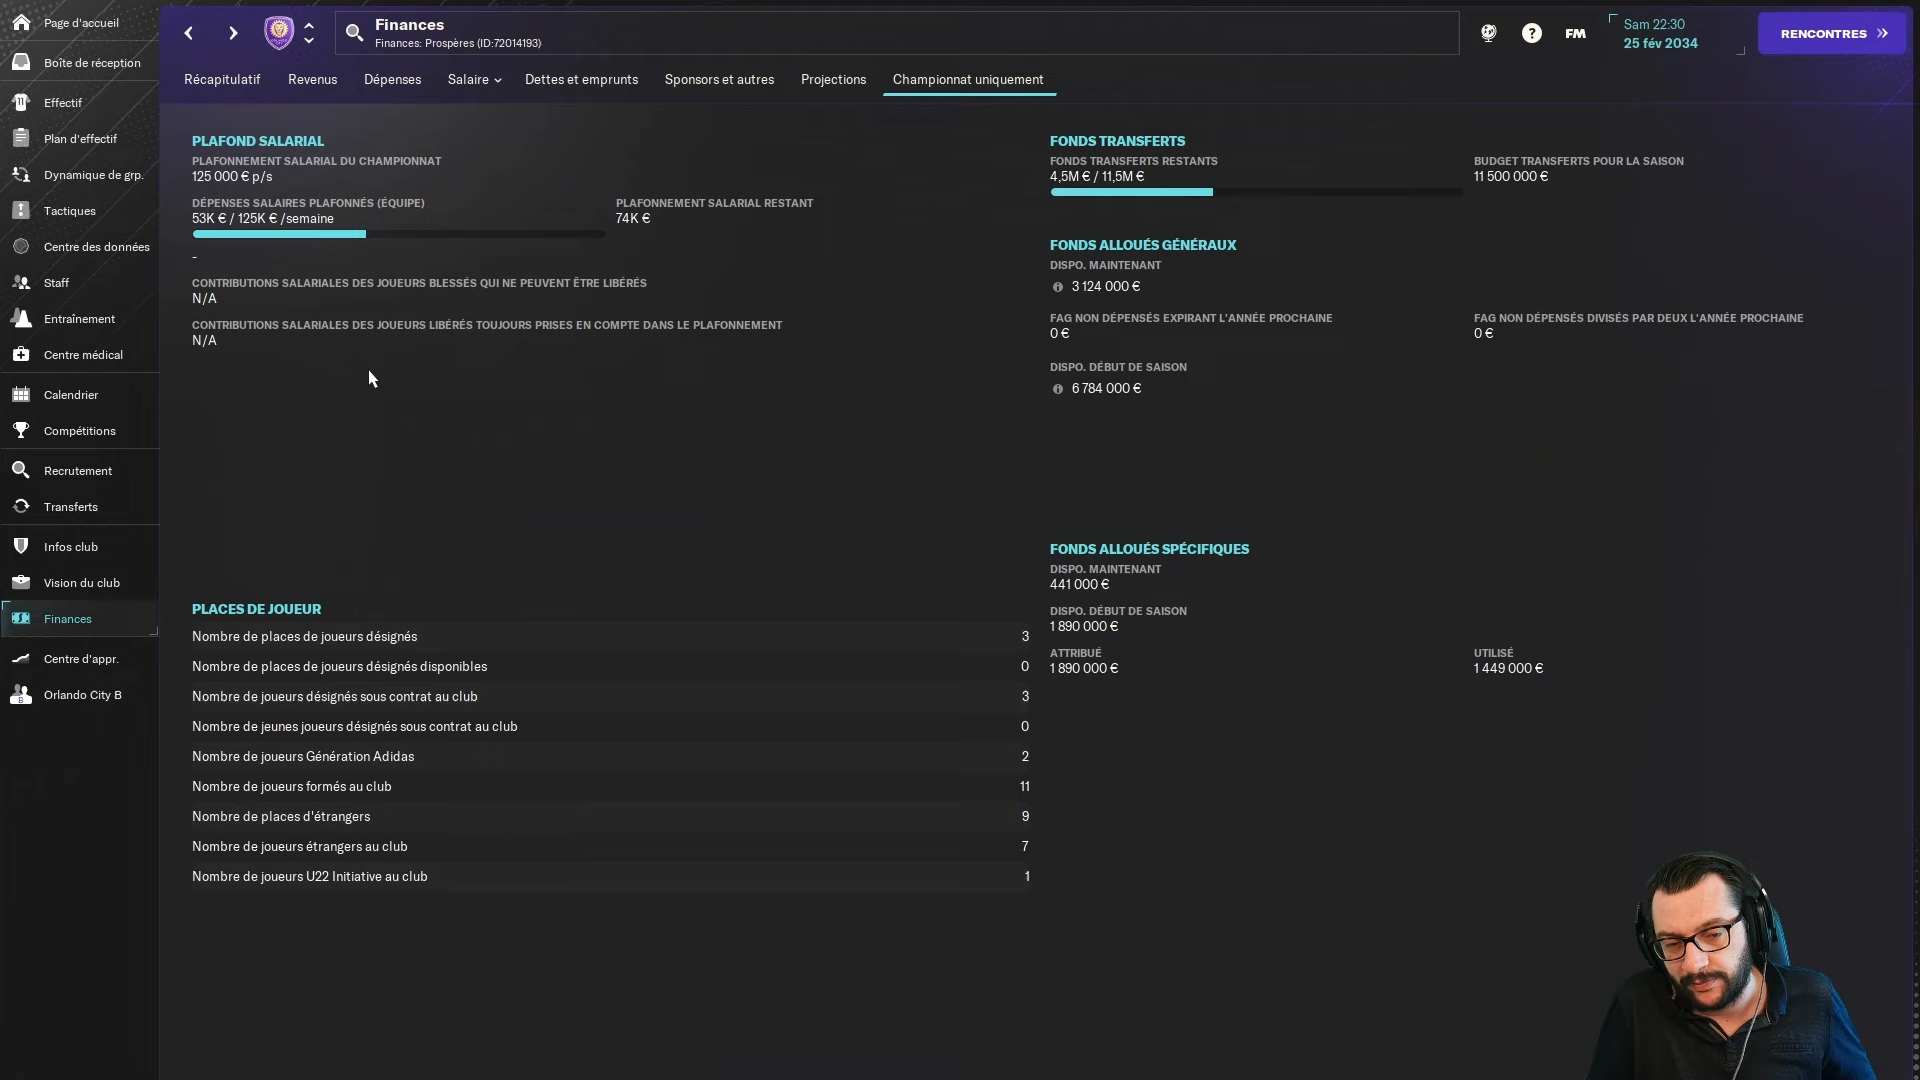 Page d'accueil
Boîte de réception
Effectif
Plan d'effectif
Dynamique de grp.
Tactiques
Centre des données
Staff
Entraînement
Centre médical
Calendrier
Compétitions
Recrutement
Transferts
Infos club
Vision du club
Finances
Centre d'appr.
Orlando City B
Finances
Finances: Prospères (ID:72014193)
FM
Sam 22:30
25 fév 2034
RENCONTRES
Récapitulatif Revenus Dépenses Salaire Dettes et emprunts Sponsors et autres Projections Championnat uniquement
PLAFOND SALARIAL
PLAFONNEMENT SALARIAL DU CHAMPIONNAT
125 000 € p/s
DÉPENSES SALAIRES PLAFONNÉS (ÉQUIPE) PLAFONNEMENT SALARIAL RESTANT
53K € / 125K € /semaine 74K €
-
CONTRIBUTIONS SALARIALES DES JOUEURS BLESSÉS QUI NE PEUVENT ÊTRE LIBÉRÉS
N/A
CONTRIBUTIONS SALARIALES DES JOUEURS LIBÉRÉS TOUJOURS PRISES EN COMPTE DANS LE PLAFONNEMENT
N/A
PLACES DE JOUEUR
Nombre de places de joueurs désignés 3
Nombre de places de joueurs désignés disponibles 0
Nombre de joueurs désignés sous contrat au club 3
Nombre de jeunes joueurs désignés sous contrat au club 0
Nombre de joueurs Génération Adidas 2
Nombre de joueurs formés au club 11
Nombre de places d'étrangers 9
Nombre de joueurs étrangers au club 7
Nombre de joueurs U22 Initiative au club 1
FONDS TRANSFERTS
FONDS TRANSFERTS RESTANTS BUDGET TRANSFERTS POUR LA SAISON
4,5M € / 11,5M € 11 500 000 €
FONDS ALLOUÉS GÉNÉRAUX
DISPO. MAINTENANT
3 124 000 €
FAG NON DÉPENSÉS EXPIRANT L'ANNÉE PROCHAINE FAG NON DÉPENSÉS DIVISÉS PAR DEUX L'ANNÉE PROCHAINE
0 € 0 €
DISPO. DÉBUT DE SAISON
6 784 000 €
FONDS ALLOUÉS SPÉCIFIQUES
DISPO. MAINTENANT
441 000 €
DISPO. DÉBUT DE SAISON
1 890 000 €
ATTRIBUÉ UTILISÉ
1 890 000 € 1 449 000 €